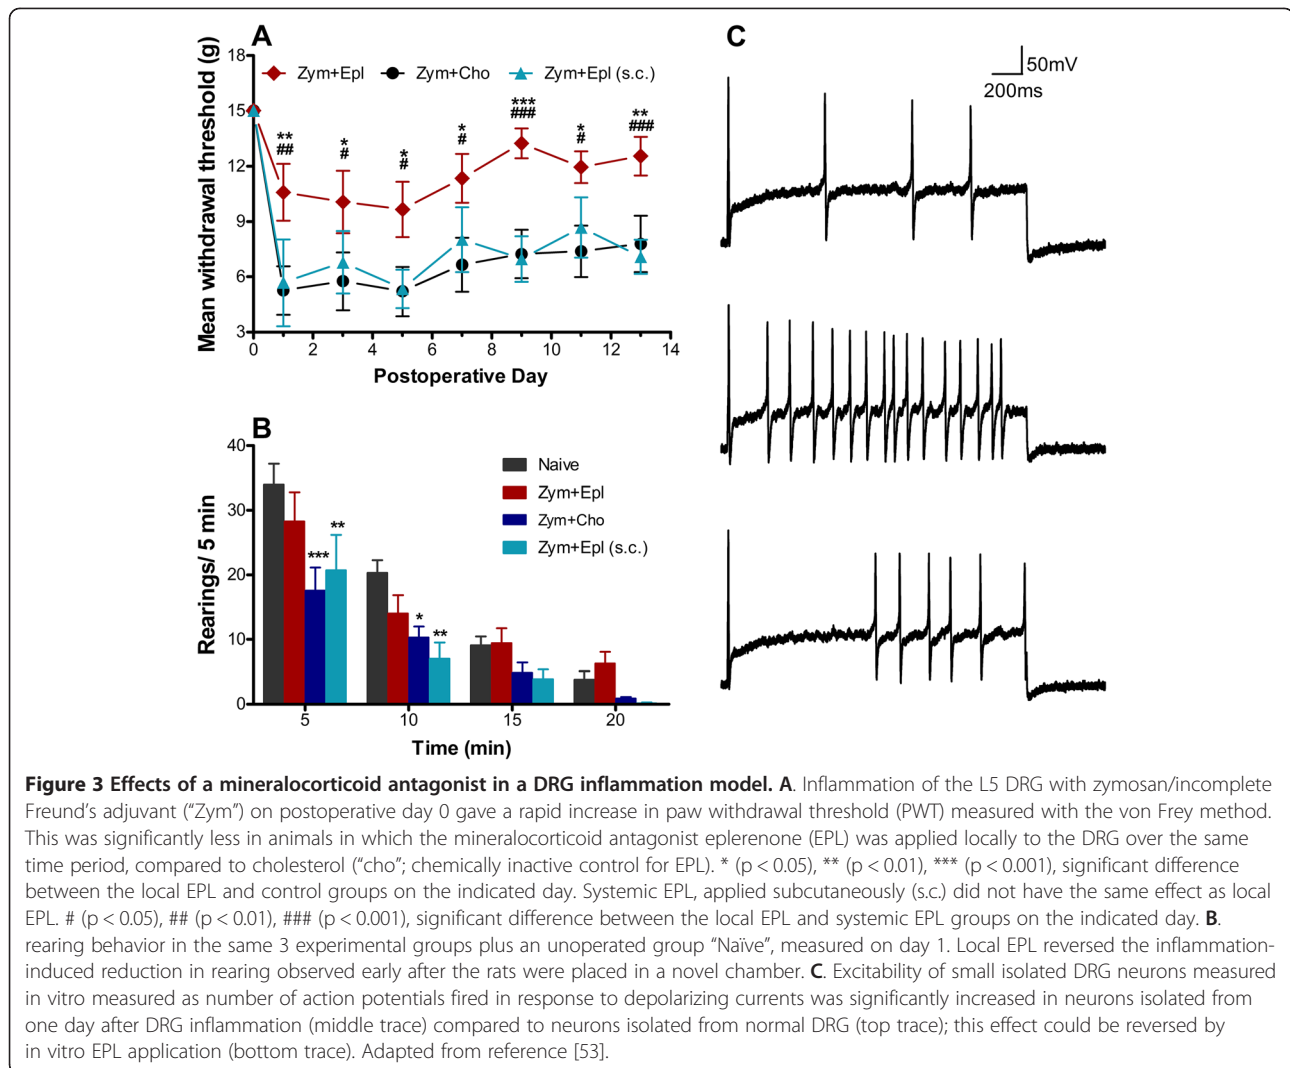 A
C
18
15
12
9
6
3
Mean withdrawal threshold (g)
Zym+Epl
Zym+Cho
Zym+Epl (s.c.)
**
##
*
#
*
#
*
#
***
###
*
#
**
###
0 2 4 6 8 10 12 14
Postoperative Day
50mV
200ms
B
40
30
20
10
0
Rearings/ 5 min
Naive
Zym+Epl
Zym+Cho
Zym+Epl (s.c.)
***
**
*
**
5 10 15 20
Time (min)
Figure 3 Effects of a mineralocorticoid antagonist in a DRG inflammation model. A. Inflammation of the L5 DRG with zymosan/incomplete
Freund's adjuvant ("Zym") on postoperative day 0 gave a rapid increase in paw withdrawal threshold (PWT) measured with the von Frey method.
This was significantly less in animals in which the mineralocorticoid antagonist eplerenone (EPL) was applied locally to the DRG over the same
time period, compared to cholesterol ("cho"; chemically inactive control for EPL). * (p < 0.05), ** (p < 0.01), *** (p < 0.001), significant difference
between the local EPL and control groups on the indicated day. Systemic EPL, applied subcutaneously (s.c.) did not have the same effect as local
EPL. # (p < 0.05), ## (p < 0.01), ### (p < 0.001), significant difference between the local EPL and systemic EPL groups on the indicated day. B.
rearing behavior in the same 3 experimental groups plus an unoperated group "Naïve", measured on day 1. Local EPL reversed the inflammation-
induced reduction in rearing observed early after the rats were placed in a novel chamber. C. Excitability of small isolated DRG neurons measured
in vitro measured as number of action potentials fired in response to depolarizing currents was significantly increased in neurons isolated from
one day after DRG inflammation (middle trace) compared to neurons isolated from normal DRG (top trace); this effect could be reversed by
in vitro EPL application (bottom trace). Adapted from reference [53].